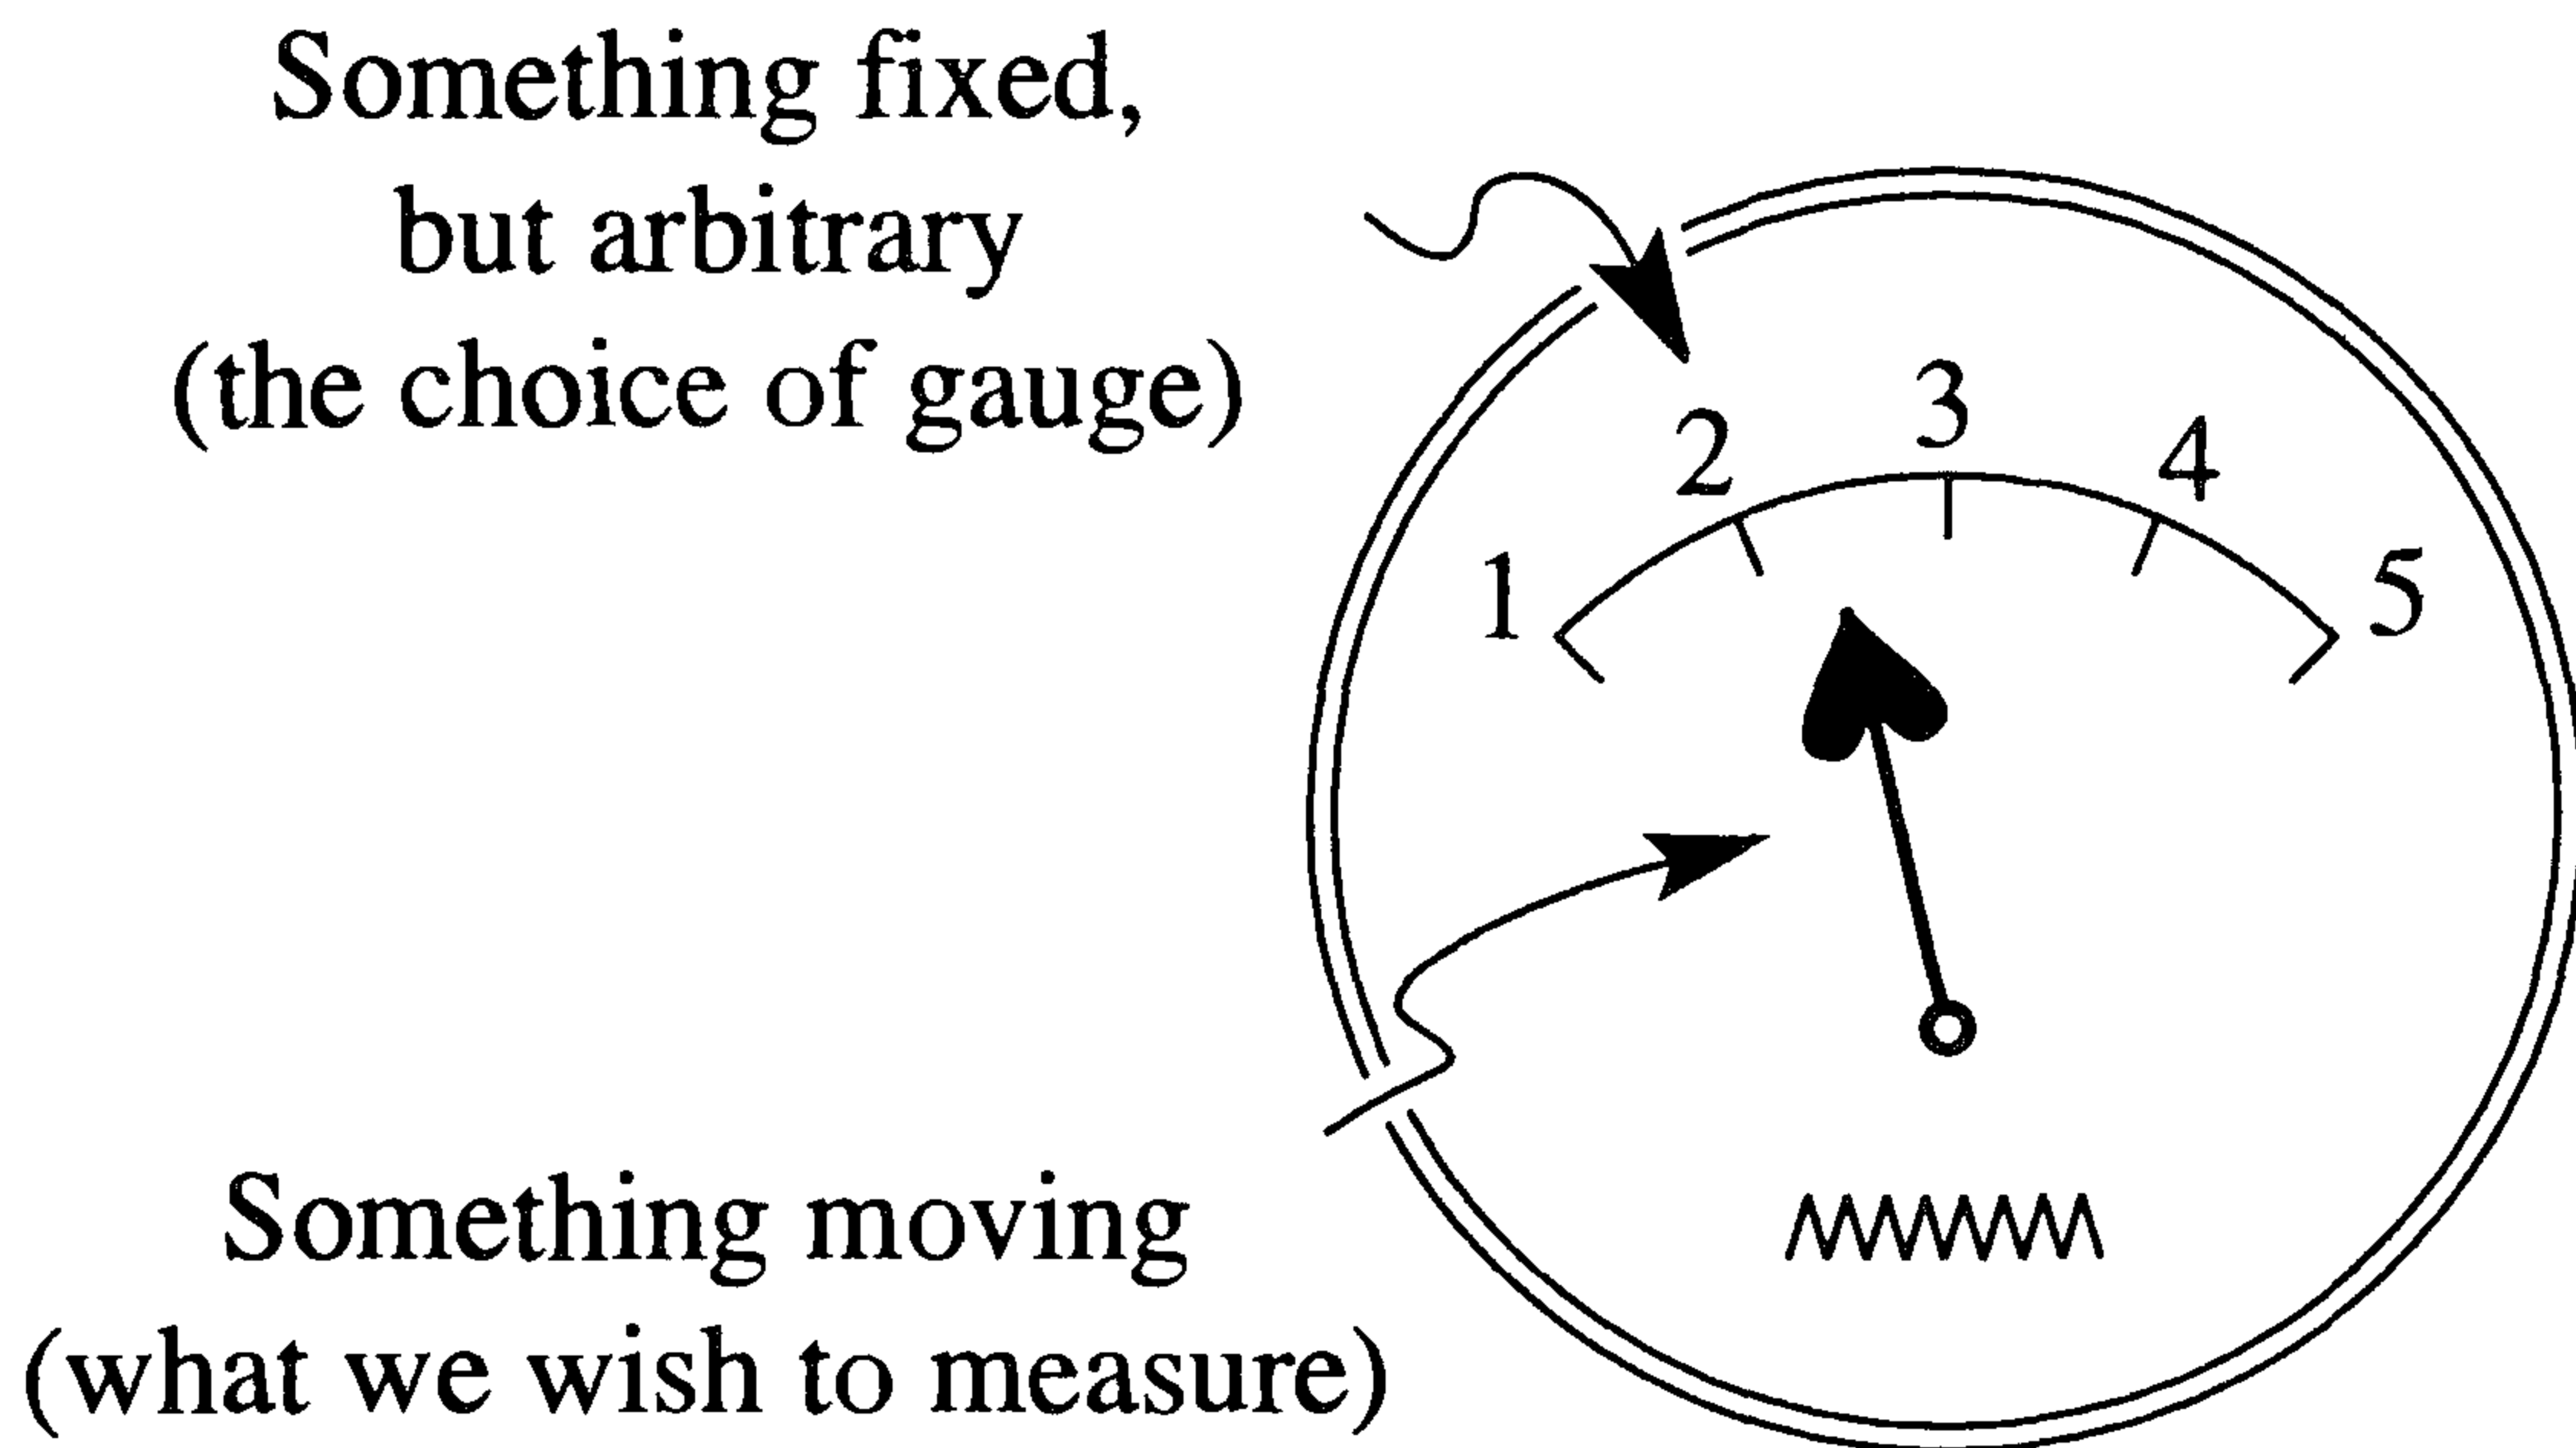 Something fixed,
but arbitrary
(the choice of gauge)
1 2 3 4 5
Something moving
(what we wish to measure)